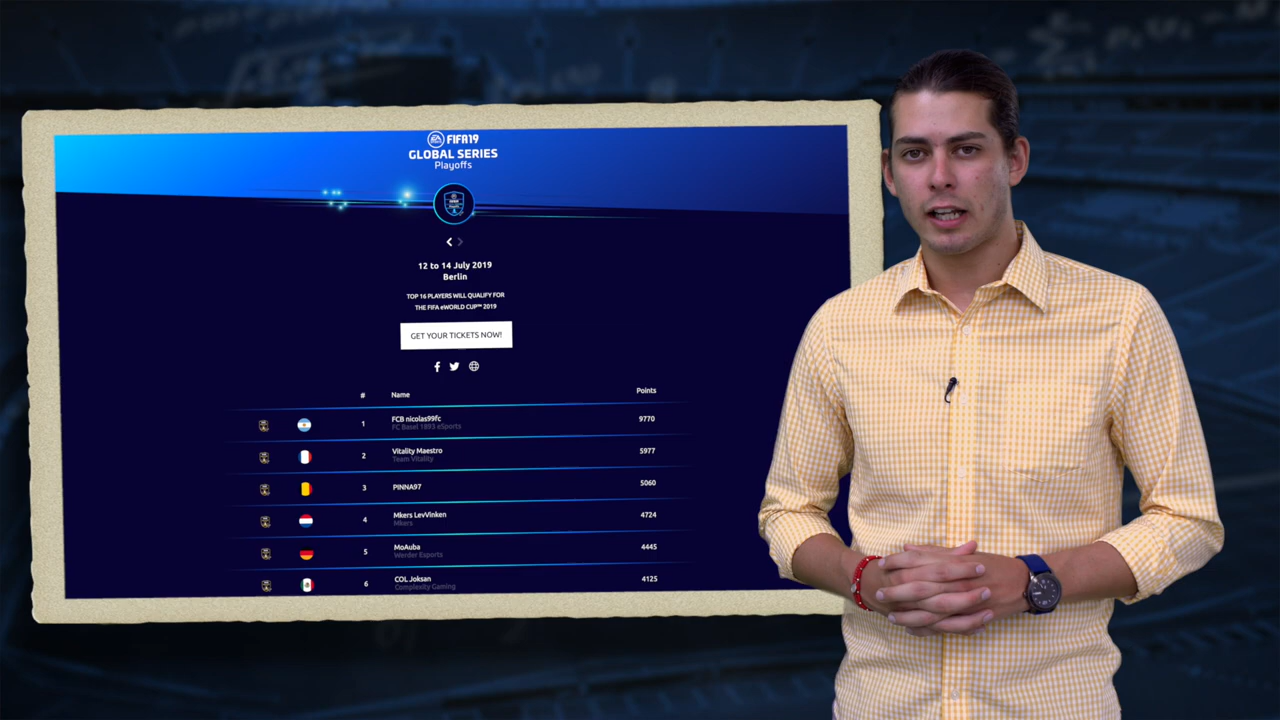 EA SPORTS FIFA19
GLOBAL SERIES
Playoffs
12 to 14 July 2019
Berlin
TOP 16 PLAYERS WILL QUALIFY FOR
THE FIFA eWORLD CUP™ 2019
GET YOUR TICKETS NOW!
# Name Points
1 FCB nicolas99fc 9770
FC Basel 1893 eSports
2 Vitality Maestro 5977
Team Vitality
3 PINNA97 5060
4 Mkers LevVinken 4724
Mkers
5 MoAuba 4445
Werder Esports
6 COL Joksan 4125
Complexity Gaming